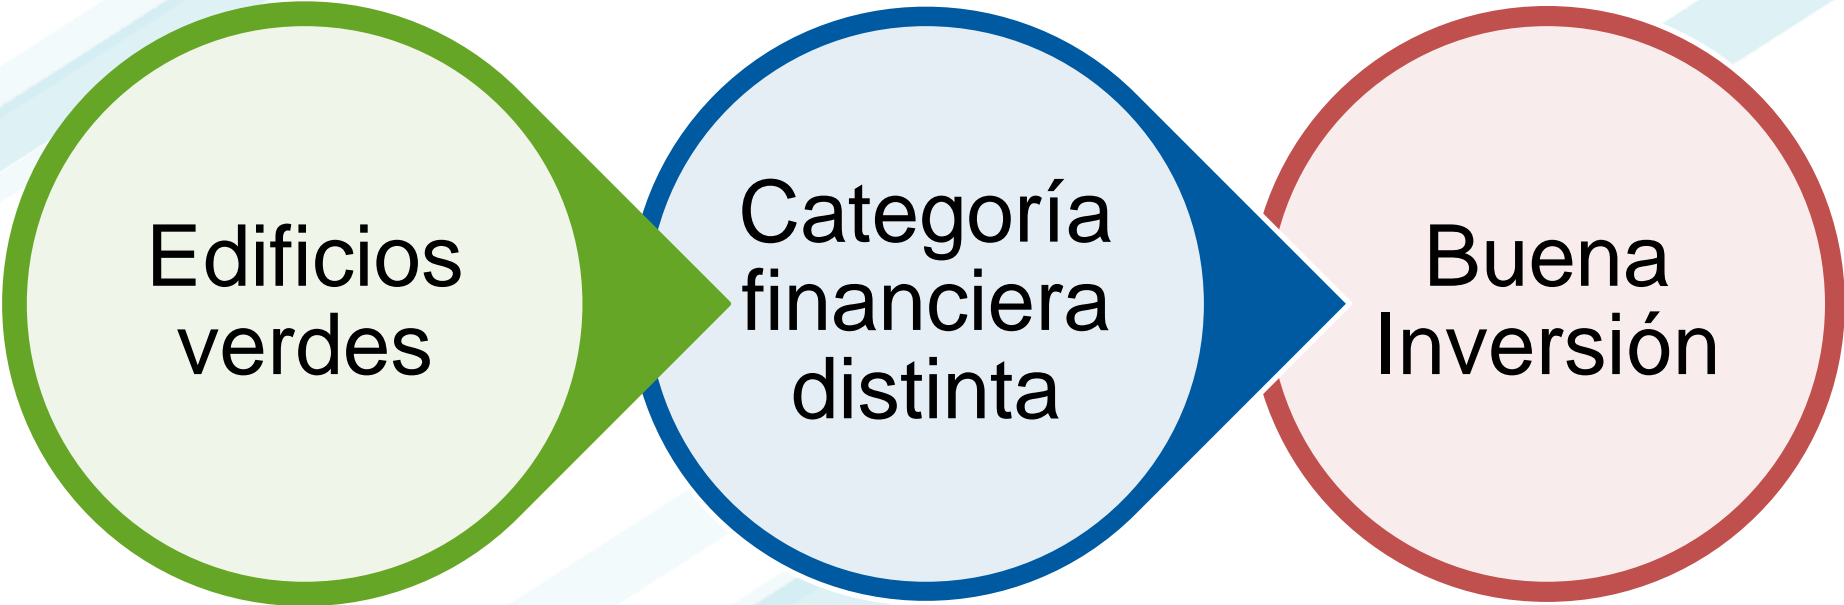 Edificios
verdes
Categoría
financiera
distinta
Buena
Inversión